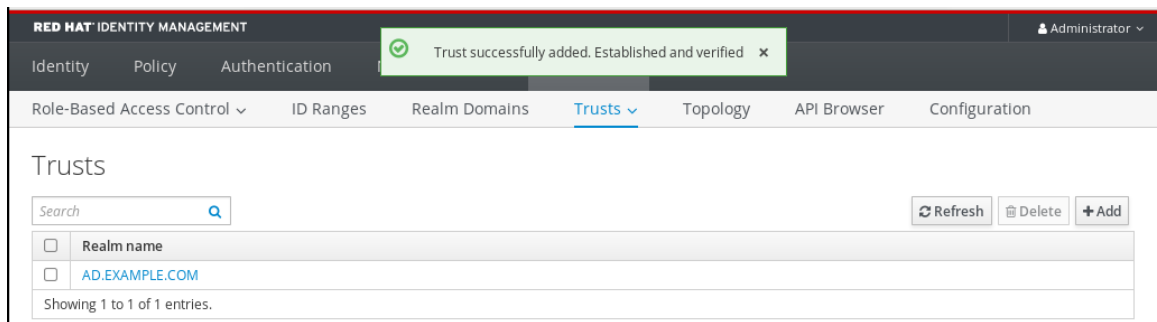 RED HAT IDENTITY MANAGEMENT
Administrator
Trust successfully added. Established and verified
Identity Policy Authentication
Role-Based Access Control ID Ranges Realm Domains Trusts Topology API Browser Configuration
Trusts
Search
Refresh Delete +Add
Realm name
AD.EXAMPLE.COM
Showing 1 to 1 of 1 entries.